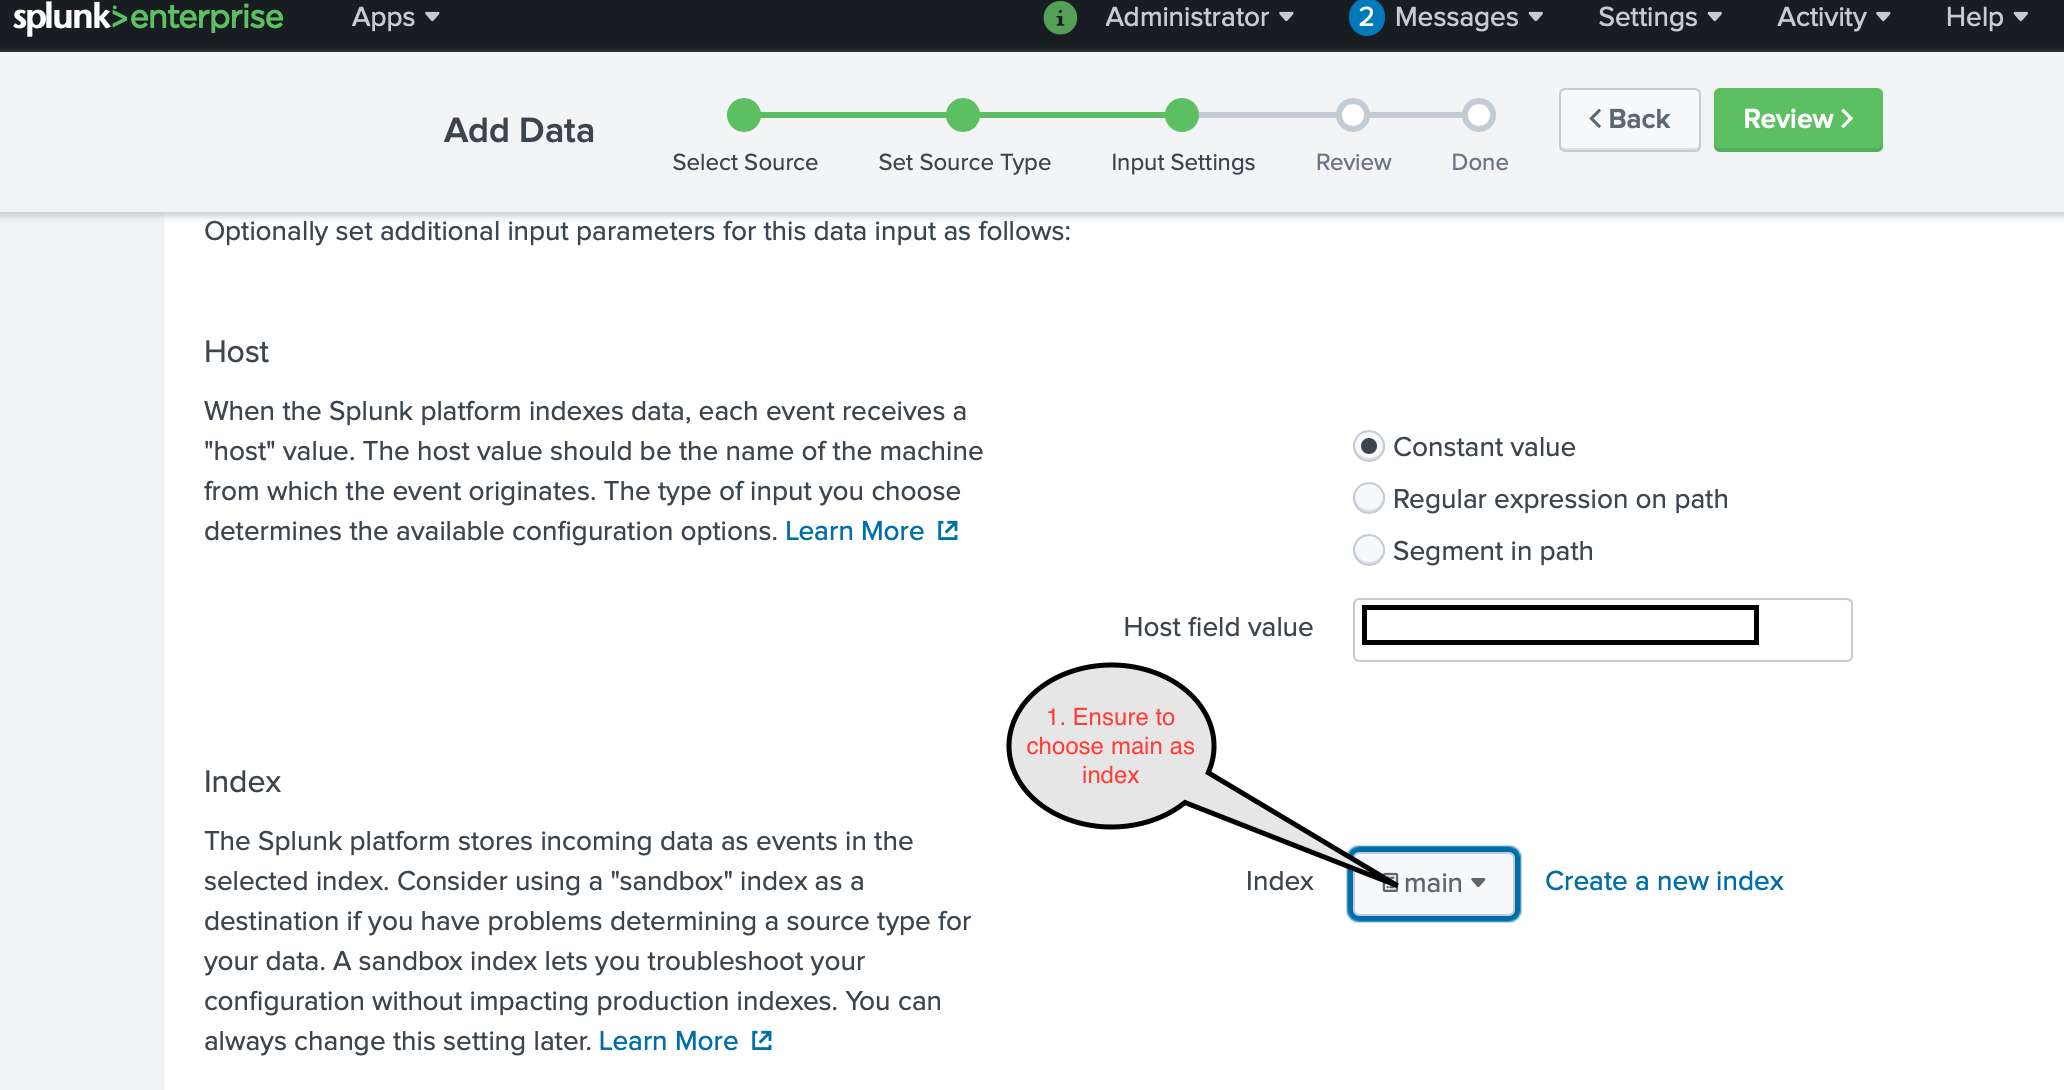 splunk>enterprise Apps i Administrator 2 Messages Settings Activity Help
Add Data
Select Source Set Source Type Input Settings Review Done
< Back Review >
Optionally set additional input parameters for this data input as follows:
Host
When the Splunk platform indexes data, each event receives a
"host" value. The host value should be the name of the machine
from which the event originates. The type of input you choose
determines the available configuration options. Learn More
Constant value
Regular expression on path
Segment in path
Host field value
1. Ensure to
choose main as
index
Index
The Splunk platform stores incoming data as events in the
selected index. Consider using a "sandbox" index as a
destination if you have problems determining a source type for
your data. A sandbox index lets you troubleshoot your
configuration without impacting production indexes. You can
always change this setting later. Learn More
Index main Create a new index